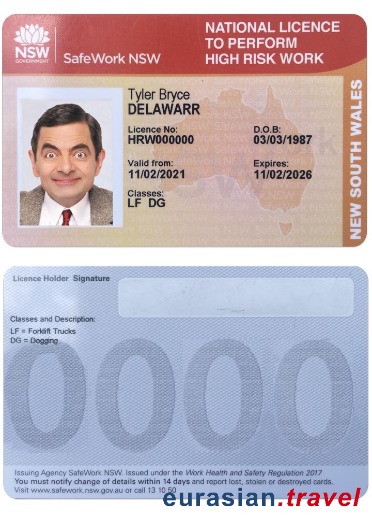 NSW
GOVERNMENT
SafeWork NSW
NATIONAL LICENCE
TO PERFORM
HIGH RISK WORK
Tyler Bryce
DELAWARR
Licence No:
D.O.B:
HRW000000
03/03/1987
Valid from:
Expires:
11/02/2021
11/02/2026
Classes:
LF DG
NEW SOUTH WALES
Licence Holder Signature
Classes and Description:
LF = Forklift Trucks
DG = Dogging
0000
Issuing Agency SafeWork NSW. Issued under the Work Health and Safety Regulation 2017
You must notify change of details within 14 days and report lost, stolen or destroyed cards.
Visit www.safework.nsw.gov.au or call 13 10 50
eurasian.travel